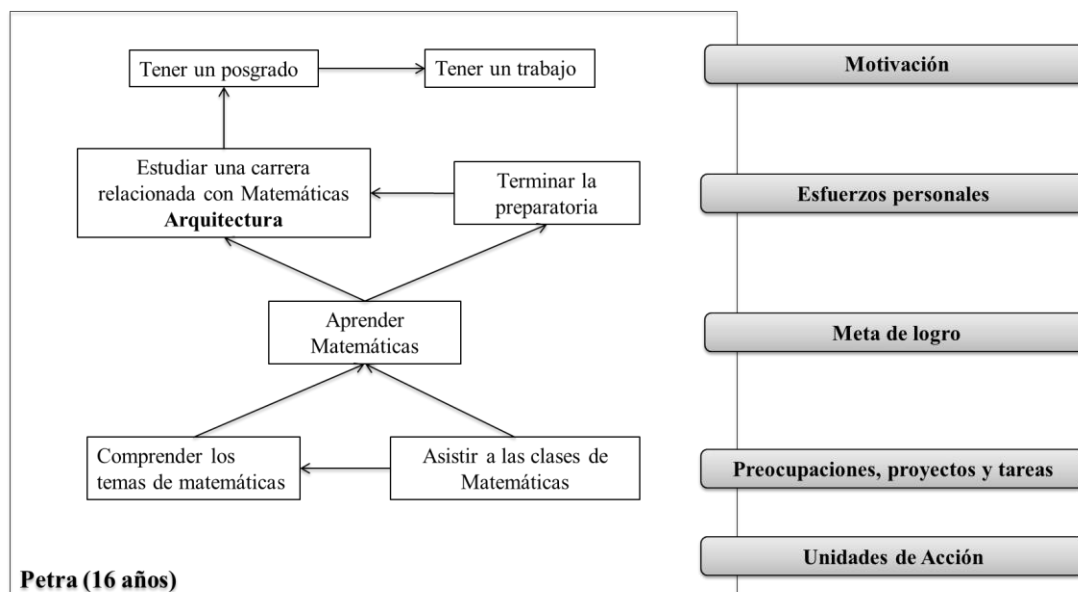 Tener un posgrado
Tener un trabajo
Motivación
Estudiar una carrera
relacionada con Matemáticas
Arquitectura
Terminar la
preparatoria
Esfuerzos personales
Aprender
Matemáticas
Meta de logro
Comprender los
temas de matemáticas
Asistir a las clases de
Matemáticas
Preocupaciones, proyectos y tareas
Unidades de Acción
Petra (16 años)